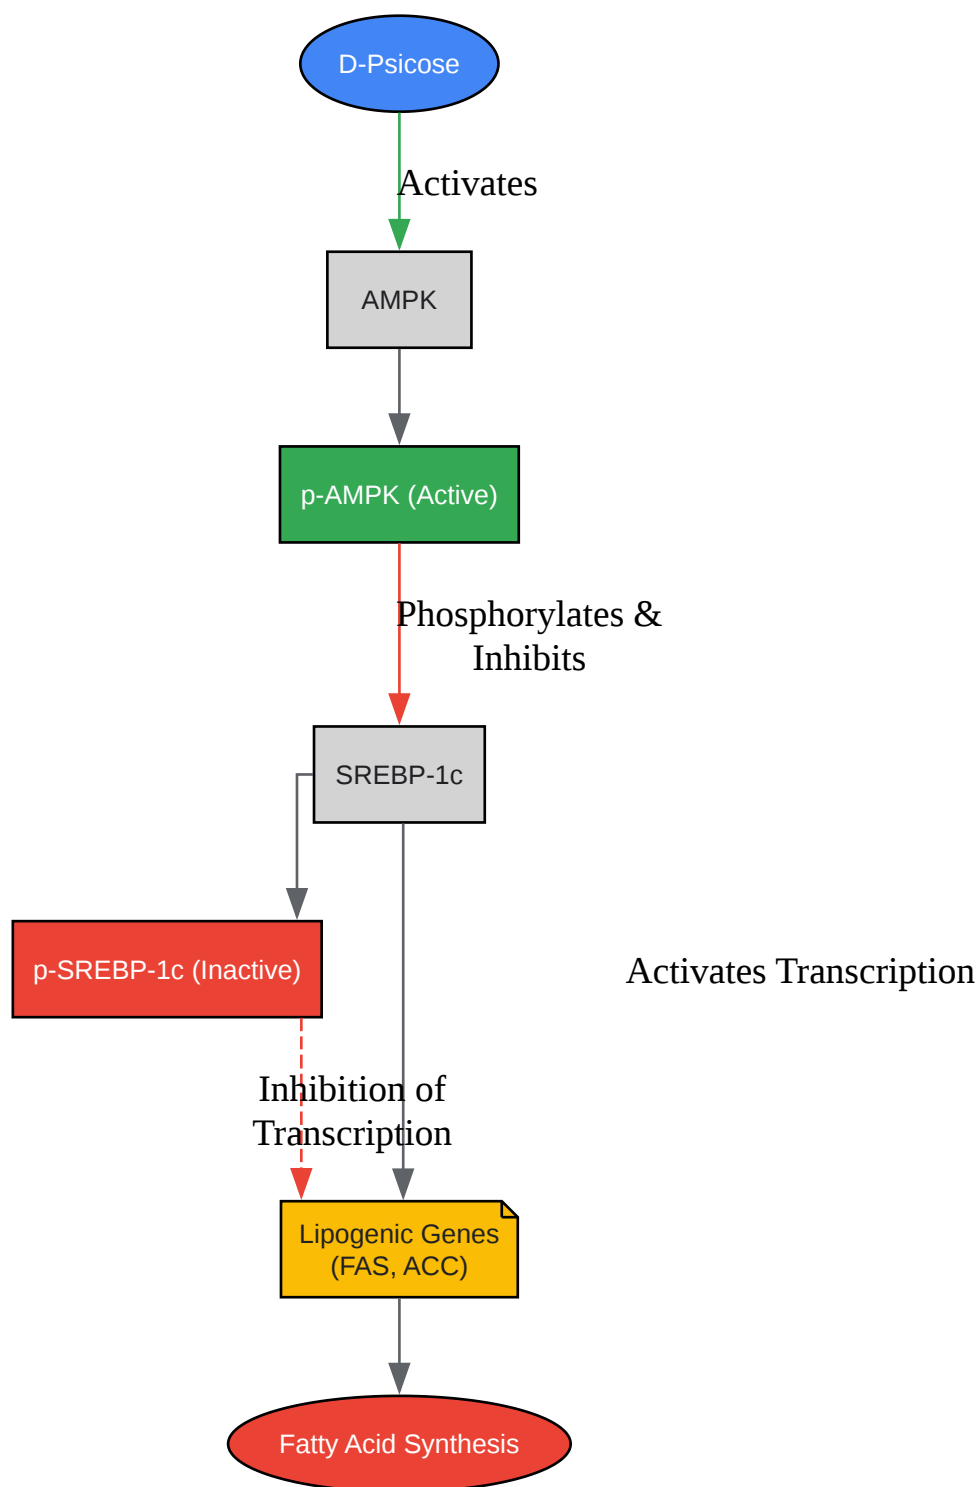 D-Psicose
Activates
AMPK
p-AMPK (Active)
Phosphorylates &
Inhibits
SREBP-1c
p-SREBP-1c (Inactive)
Activates Transcription
Inhibition of
Transcription
Lipogenic Genes
(FAS, ACC)
Fatty Acid Synthesis